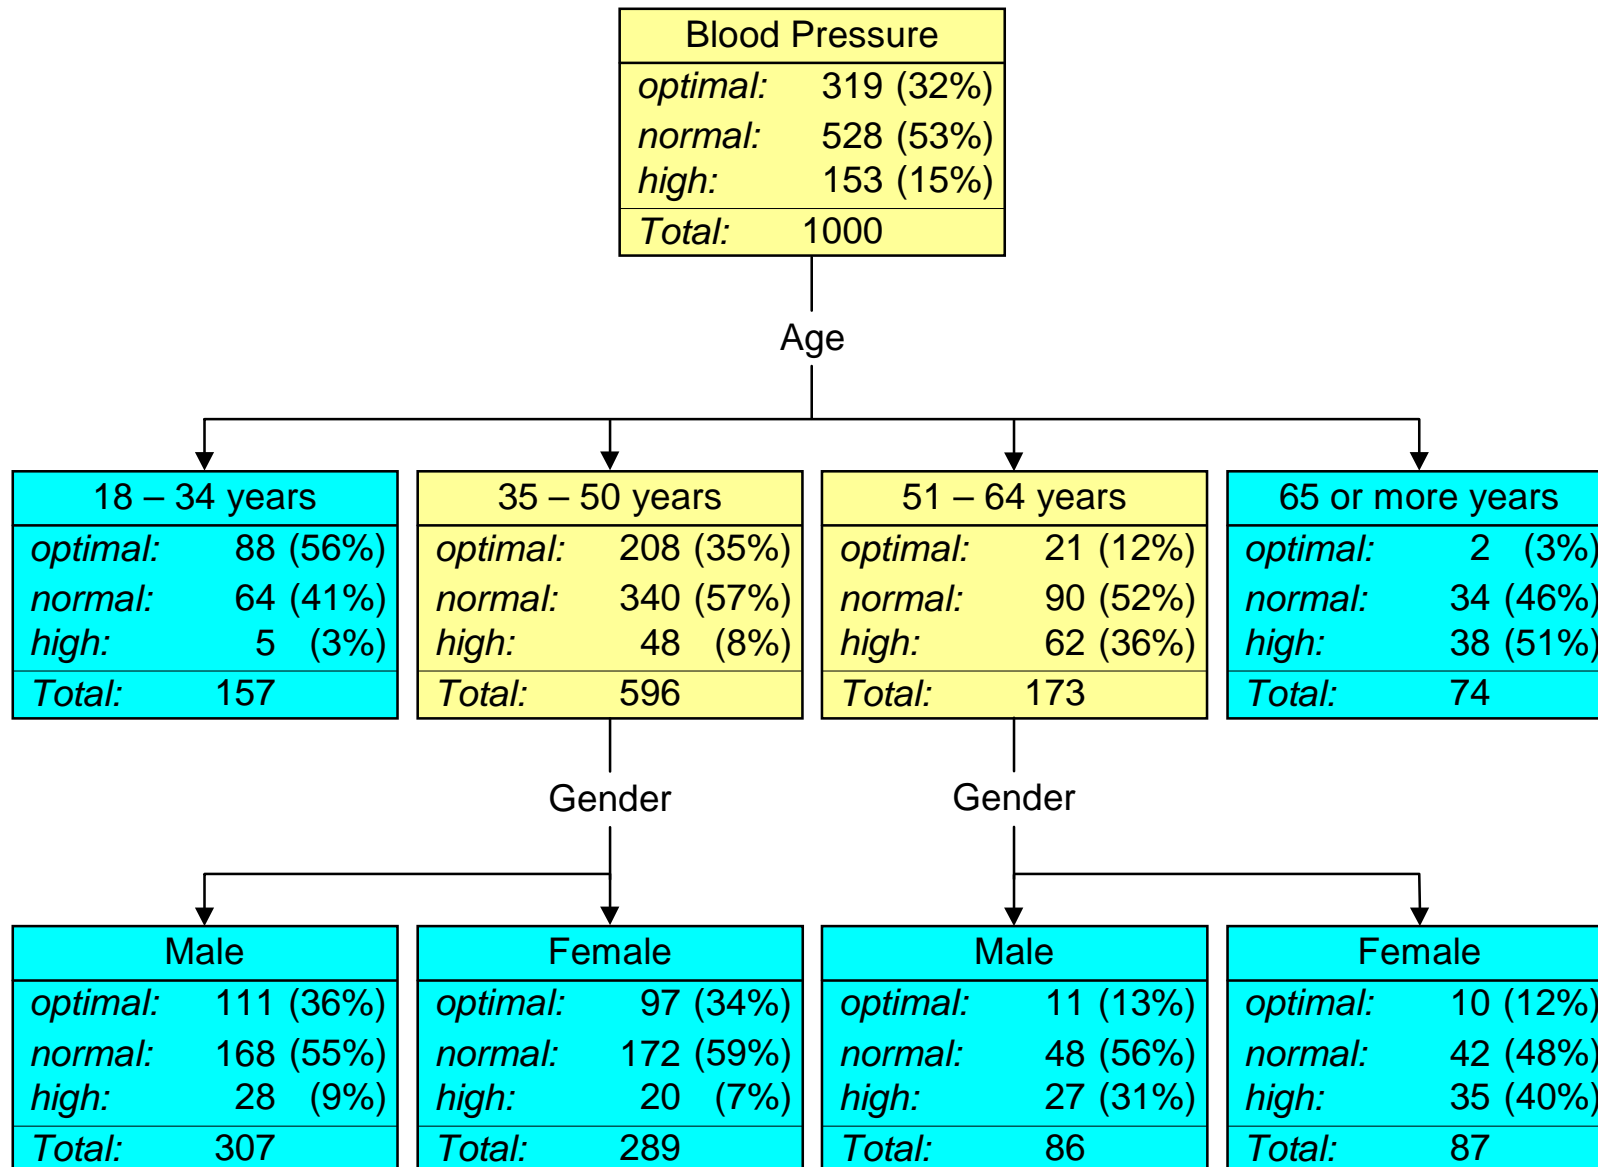 Blood Pressure
optimal: 319 (32%)
normal: 528 (53%)
high: 153 (15%)
Total: 1000
Age
18 – 34 years
optimal: 88 (56%)
normal: 64 (41%)
high: 5 (3%)
Total: 157
35 – 50 years
optimal: 208 (35%)
normal: 340 (57%)
high: 48 (8%)
Total: 596
51 – 64 years
optimal: 21 (12%)
normal: 90 (52%)
high: 62 (36%)
Total: 173
65 or more years
optimal: 2 (3%)
normal: 34 (46%)
high: 38 (51%)
Total: 74
Gender
Gender
Male
optimal: 111 (36%)
normal: 168 (55%)
high: 28 (9%)
Total: 307
Female
optimal: 97 (34%)
normal: 172 (59%)
high: 20 (7%)
Total: 289
Male
optimal: 11 (13%)
normal: 48 (56%)
high: 27 (31%)
Total: 86
Female
optimal: 10 (12%)
normal: 42 (48%)
high: 35 (40%)
Total: 87